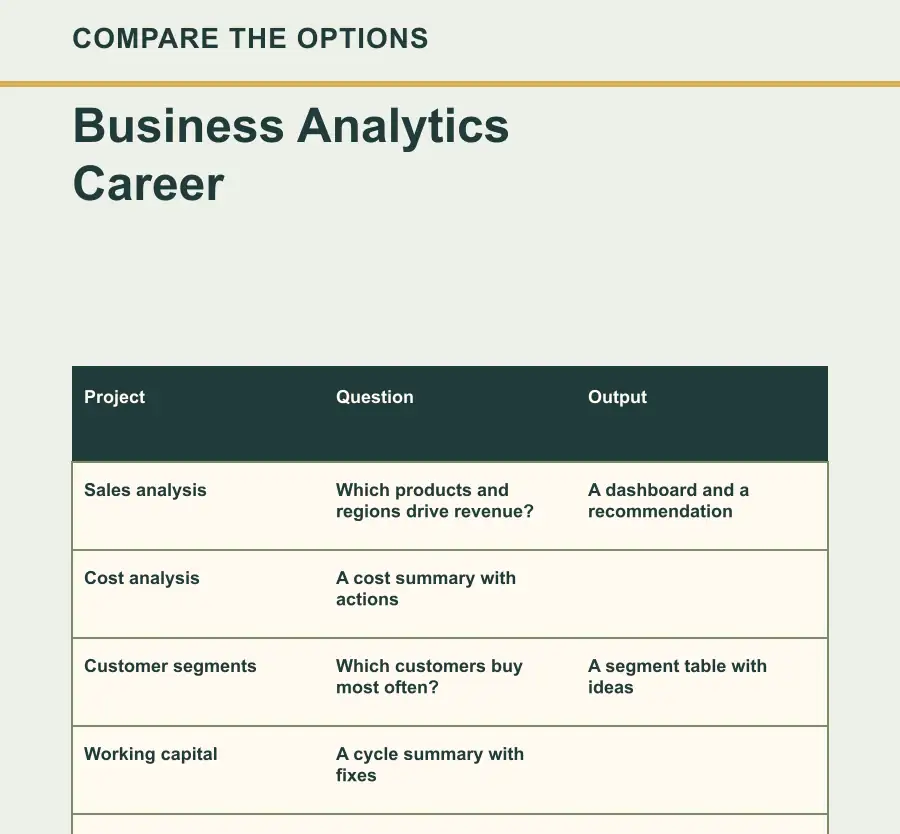 COMPARE THE OPTIONS
Business Analytics
Career
Project Question Output
Sales analysis Which products and A dashboard and a
regions drive revenue? recommendation
Cost analysis A cost summary with
actions
Customer segments Which customers buy A segment table with
most often? ideas
Working capital A cycle summary with
fixes